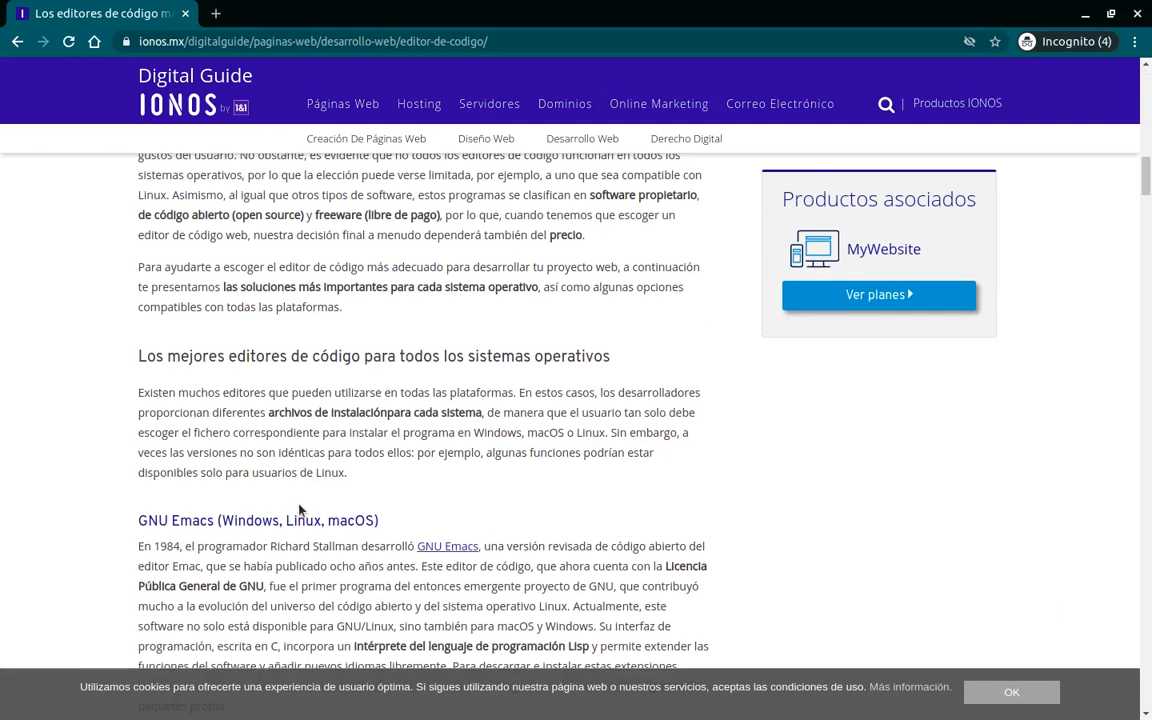 Los editores de código m
ionos.mx/digitalguide/paginas-web/desarrollo-web/editor-de-codigo/
Incognito (4)
Digital Guide
IONOS by 1&1
Páginas Web Hosting Servidores Dominios Online Marketing Correo Electrónico
Productos IONOS
Creación De Páginas Web Diseño Web Desarrollo Web Derecho Digital
gustos del usuario. No obstante, es evidente que no todos los editores de código funcionan en todos los
sistemas operativos, por lo que la elección puede verse limitada, por ejemplo, a uno que sea compatible con
Linux. Asimismo, al igual que otros tipos de software, estos programas se clasifican en software propietario,
de código abierto (open source) y freeware (libre de pago), por lo que, cuando tenemos que escoger un
editor de código web, nuestra decisión final a menudo dependerá también del precio.
Para ayudarte a escoger el editor de código más adecuado para desarrollar tu proyecto web, a continuación
te presentamos las soluciones más importantes para cada sistema operativo, así como algunas opciones
compatibles con todas las plataformas.
Los mejores editores de código para todos los sistemas operativos
Existen muchos editores que pueden utilizarse en todas las plataformas. En estos casos, los desarrolladores
proporcionan diferentes archivos de instalaciónpara cada sistema, de manera que el usuario tan solo debe
escoger el fichero correspondiente para instalar el programa en Windows, macOS o Linux. Sin embargo, a
veces las versiones no son idénticas para todos ellos: por ejemplo, algunas funciones podrían estar
disponibles solo para usuarios de Linux.
GNU Emacs (Windows, Linux, macOS)
En 1984, el programador Richard Stallman desarrolló GNU Emacs, una versión revisada de código abierto del
editor Emac, que se había publicado ocho años antes. Este editor de código, que ahora cuenta con la Licencia
Pública General de GNU, fue el primer programa del entonces emergente proyecto de GNU, que contribuyó
mucho a la evolución del universo del código abierto y del sistema operativo Linux. Actualmente, este
software no solo está disponible para GNU/Linux, sino también para macOS y Windows. Su interfaz de
programación, escrita en C, incorpora un Intérprete del lenguaje de programación Lisp y permite extender las
funciones del software y añadir nuevos idiomas libremente. Para descargar e instalar estas extensiones,
paquetes propio.
Productos asociados
MyWebsite
Ver planes
Utilizamos cookies para ofrecerte una experiencia de usuario óptima. Si sigues utilizando nuestra página web o nuestros servicios, aceptas las condiciones de uso. Más información.
OK